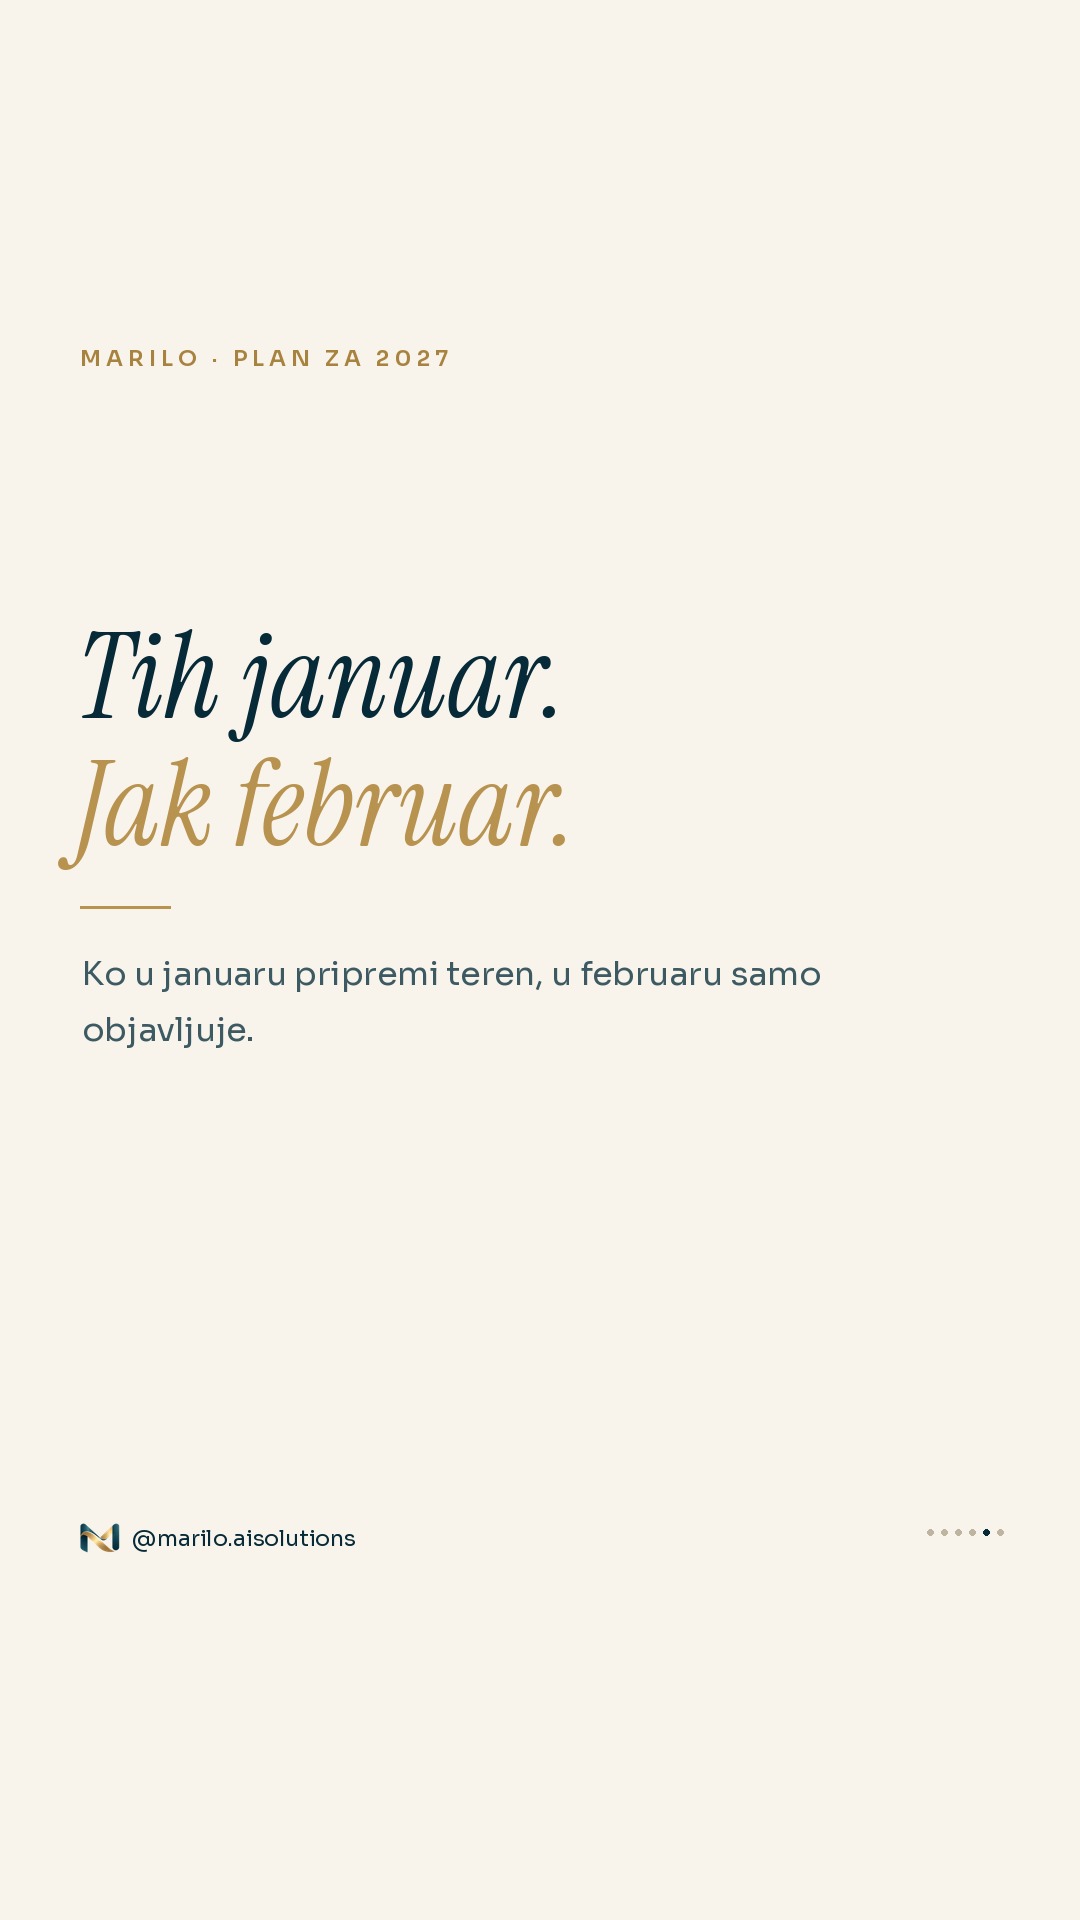 MARILO · PLAN ZA 2027
Tih januar.
Jak februar.
Ko u januaru pripremi teren, u februaru samo
objavljuje.
@marilo.aisolutions